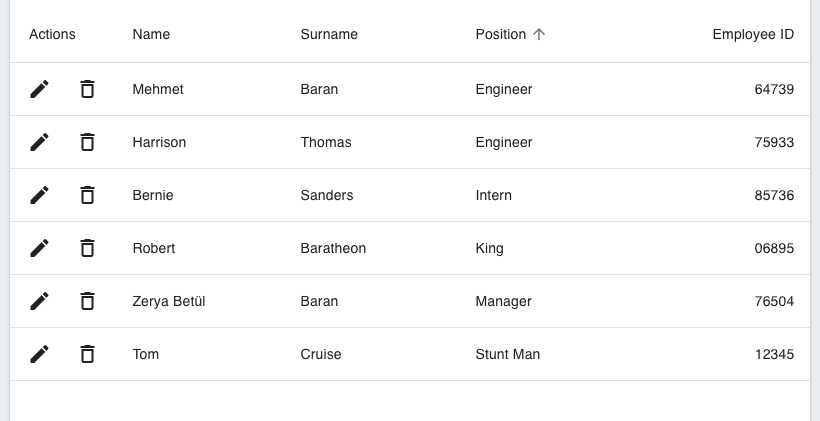 Actions Name Surname Position Employee ID
Mehmet Baran Engineer 64739
Harrison Thomas Engineer 75933
Bernie Sanders Intern 85736
Robert Baratheon King 06895
Zerya Betül Baran Manager 76504
Tom Cruise Stunt Man 12345